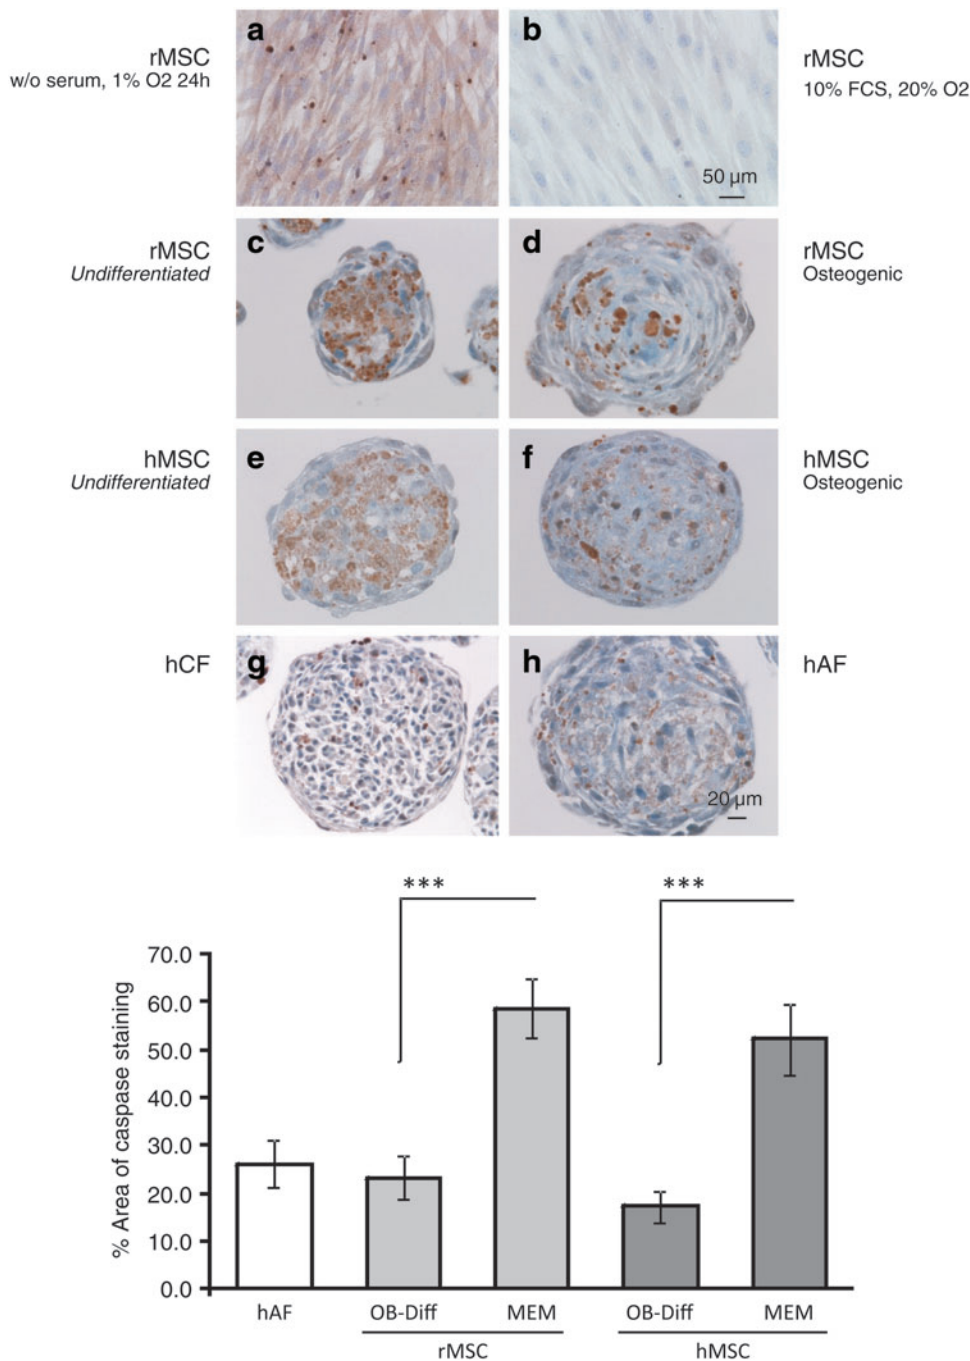 a
b
rMSC
w/o serum, 1% O2 24h
rMSC
10% FCS, 20% O2
50 µm
c
d
rMSC
Undifferentiated
rMSC
Osteogenic
e
f
hMSC
Undifferentiated
hMSC
Osteogenic
g
h
hCF
hAF
20 µm
***
***
% Area of caspase staining
70.0
60.0
50.0
40.0
30.0
20.0
10.0
0.0
hAF
OB-Diff
MEM
OB-Diff
MEM
rMSC
hMSC